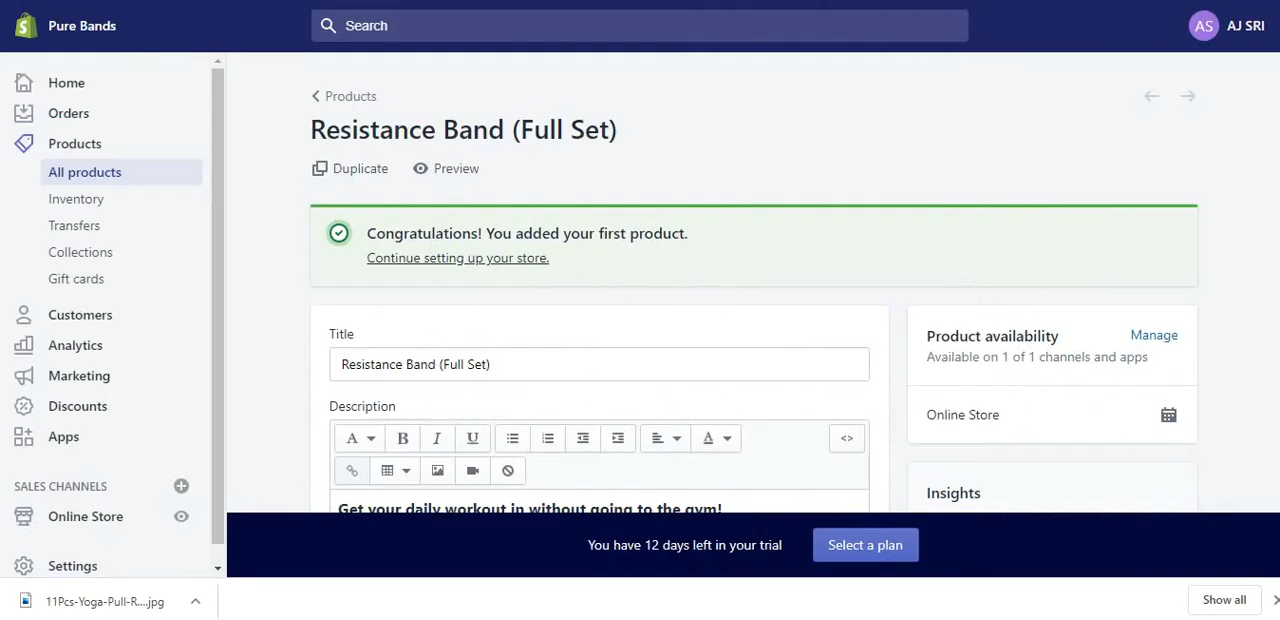 Pure Bands
Search
AS AJ SRI
Home
Orders
Products
All products
Inventory
Transfers
Collections
Gift cards
Customers
Analytics
Marketing
Discounts
Apps
SALES CHANNELS
Online Store
Settings
Products
Resistance Band (Full Set)
Duplicate Preview
Congratulations! You added your first product.
Continue setting up your store.
Title
Resistance Band (Full Set)
Description
A B I U A <>
Get your daily workout in without going to the gym!
Product availability Manage
Available on 1 of 1 channels and apps
Online Store
Insights
You have 12 days left in your trial Select a plan
11Pcs-Yoga-Pull-R....jpg Show all